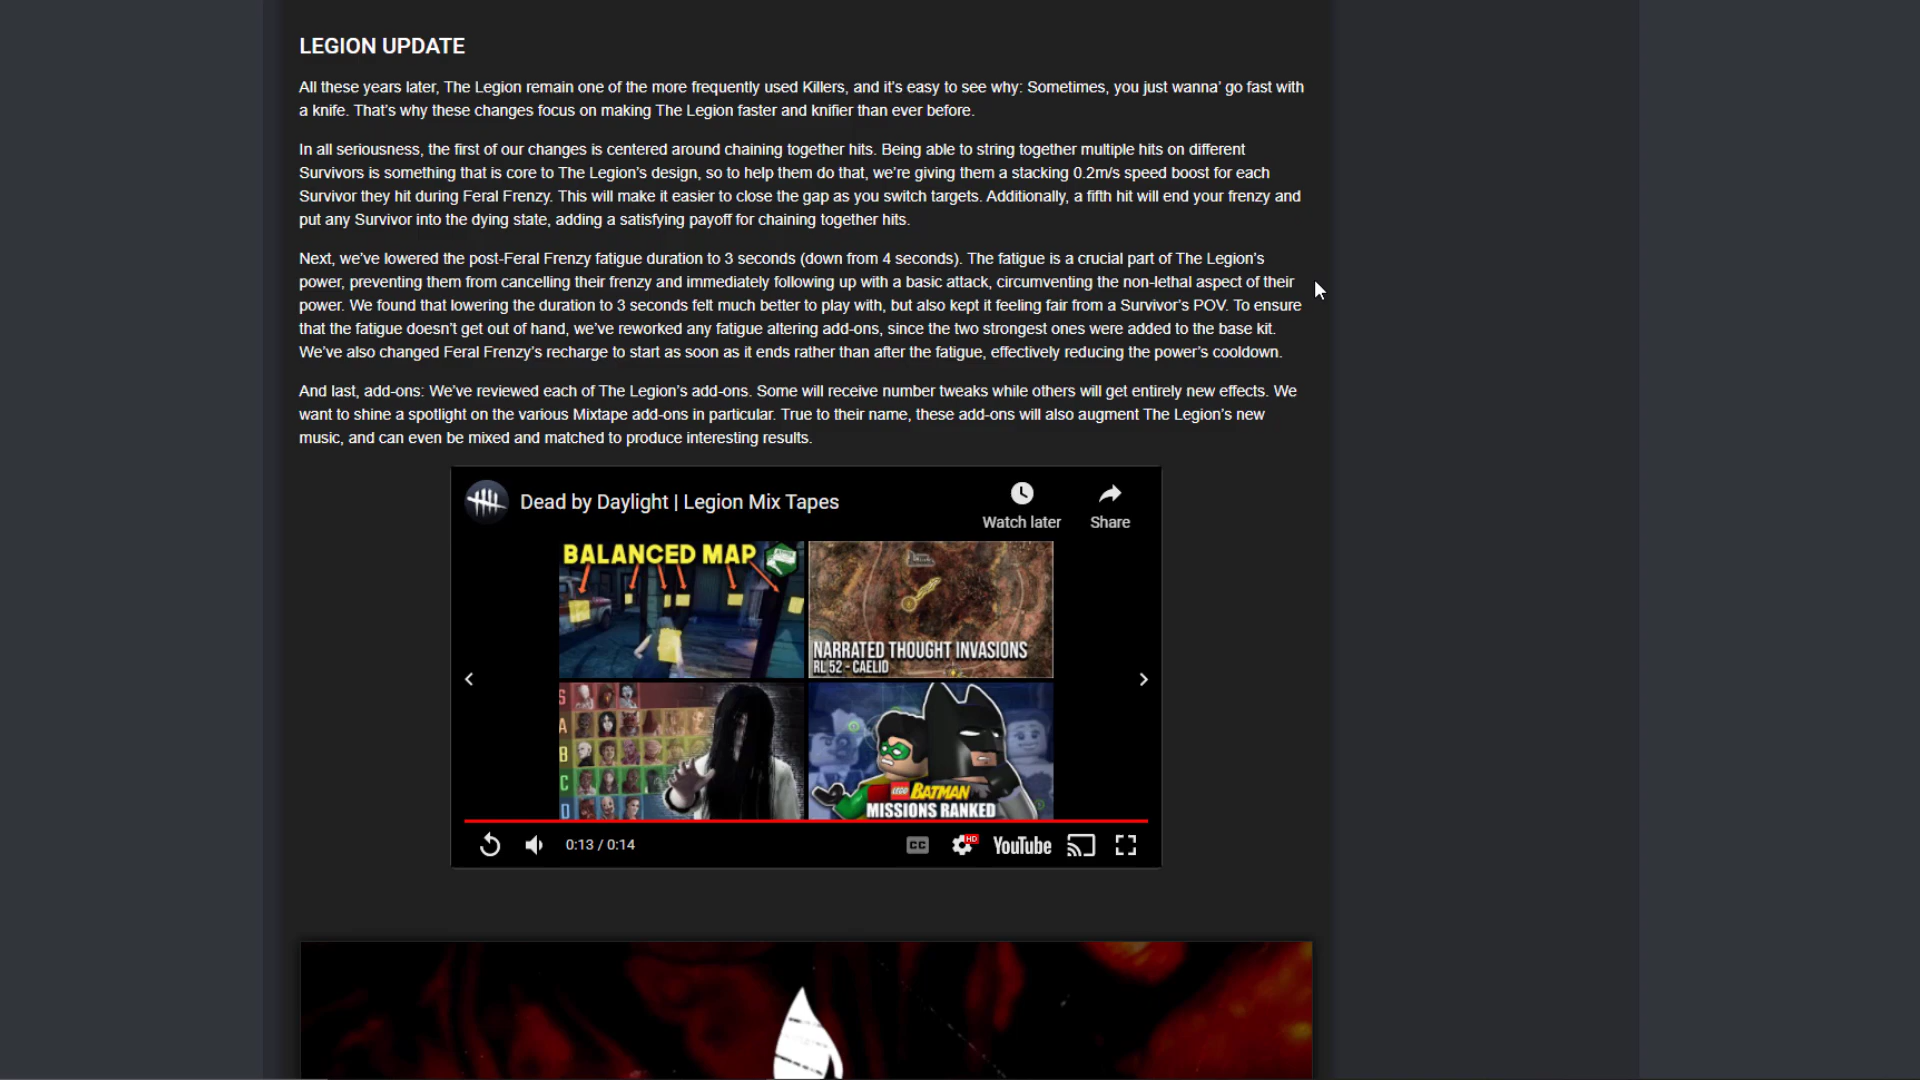 LEGION UPDATE
All these years later, The Legion remain one of the more frequently used Killers, and it's easy to see why: Sometimes, you just wanna' go fast with
a knife. That's why these changes focus on making The Legion faster and knifier than ever before.
In all seriousness, the first of our changes is centered around chaining together hits. Being able to string together multiple hits on different
Survivors is something that is core to The Legion's design, so to help them do that, we're giving them a stacking 0.2m/s speed boost for each
Survivor they hit during Feral Frenzy. This will make it easier to close the gap as you switch targets. Additionally, a fifth hit will end your frenzy and
put any Survivor into the dying state, adding a satisfying payoff for chaining together hits.
Next, we've lowered the post-Feral Frenzy fatigue duration to 3 seconds (down from 4 seconds). The fatigue is a crucial part of The Legion's
power, preventing them from cancelling their frenzy and immediately following up with a basic attack, circumventing the non-lethal aspect of their
power. We found that lowering the duration to 3 seconds felt much better to play with, but also kept it feeling fair from a Survivor's POV. To ensure
that the fatigue doesn't get out of hand, we've reworked any fatigue altering add-ons, since the two strongest ones were added to the base kit.
We've also changed Feral Frenzy's recharge to start as soon as it ends rather than after the fatigue, effectively reducing the power's cooldown.
And last, add-ons: We've reviewed each of The Legion's add-ons. Some will receive number tweaks while others will get entirely new effects. We
want to shine a spotlight on the various Mixtape add-ons in particular. True to their name, these add-ons will also augment The Legion's new
music, and can even be mixed and matched to produce interesting results.
Dead by Daylight | Legion Mix Tapes
Watch later
Share
BALANCED MAP
NARRATED THOUGHT INVASIONS
RL 52 - CAELID
S
A
B
C
D
LEGO BATMAN
MISSIONS RANKED
0:13 / 0:14
CC
HD
YouTube